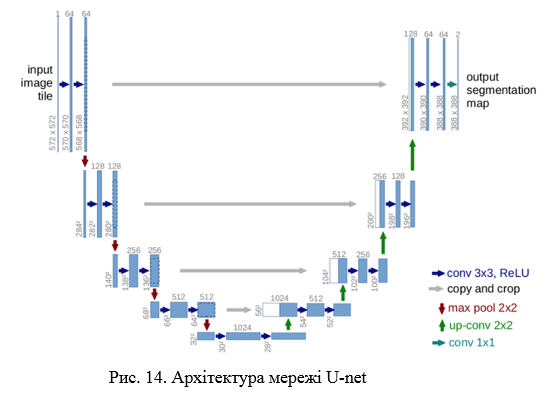 1 64 64
128 64 64 2
input
image
tile
output
segmentation
map
572 x 572
570 x 570
568 x 568
392 x 392
390 x 390
388 x 388
388 x 388
128 128
256 128
284²
282²
280²
200²
198²
196²
256 256
512 256
140²
138²
136²
104²
102²
100²
512 512
1024 512
68²
66²
64²
56²
54²
52²
1024
32²
30²
28²
conv 3x3, ReLU
copy and crop
max pool 2x2
up-conv 2x2
conv 1x1
Рис. 14. Архітектура мережі U-net